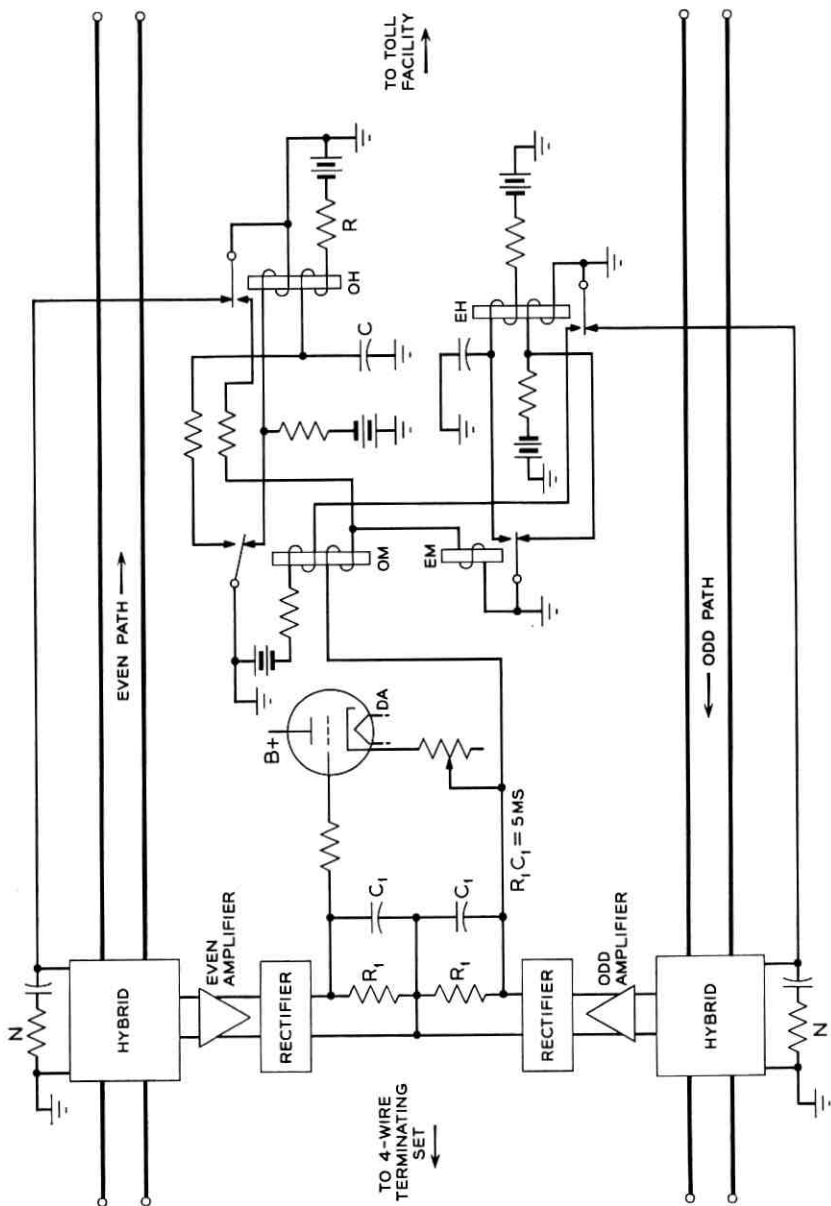 TO TOLL
FACILITY
→
EVEN PATH →
← ODD PATH
TO 4-WIRE
TERMINATING
SET
←
N
HYBRID
EVEN
AMPLIFIER
RECTIFIER
R1
C1
R1
C1
RECTIFIER
ODD
AMPLIFIER
HYBRID
N
R1C1 = 5MS
B+
DA
OM
EM
OH
R
C
EH